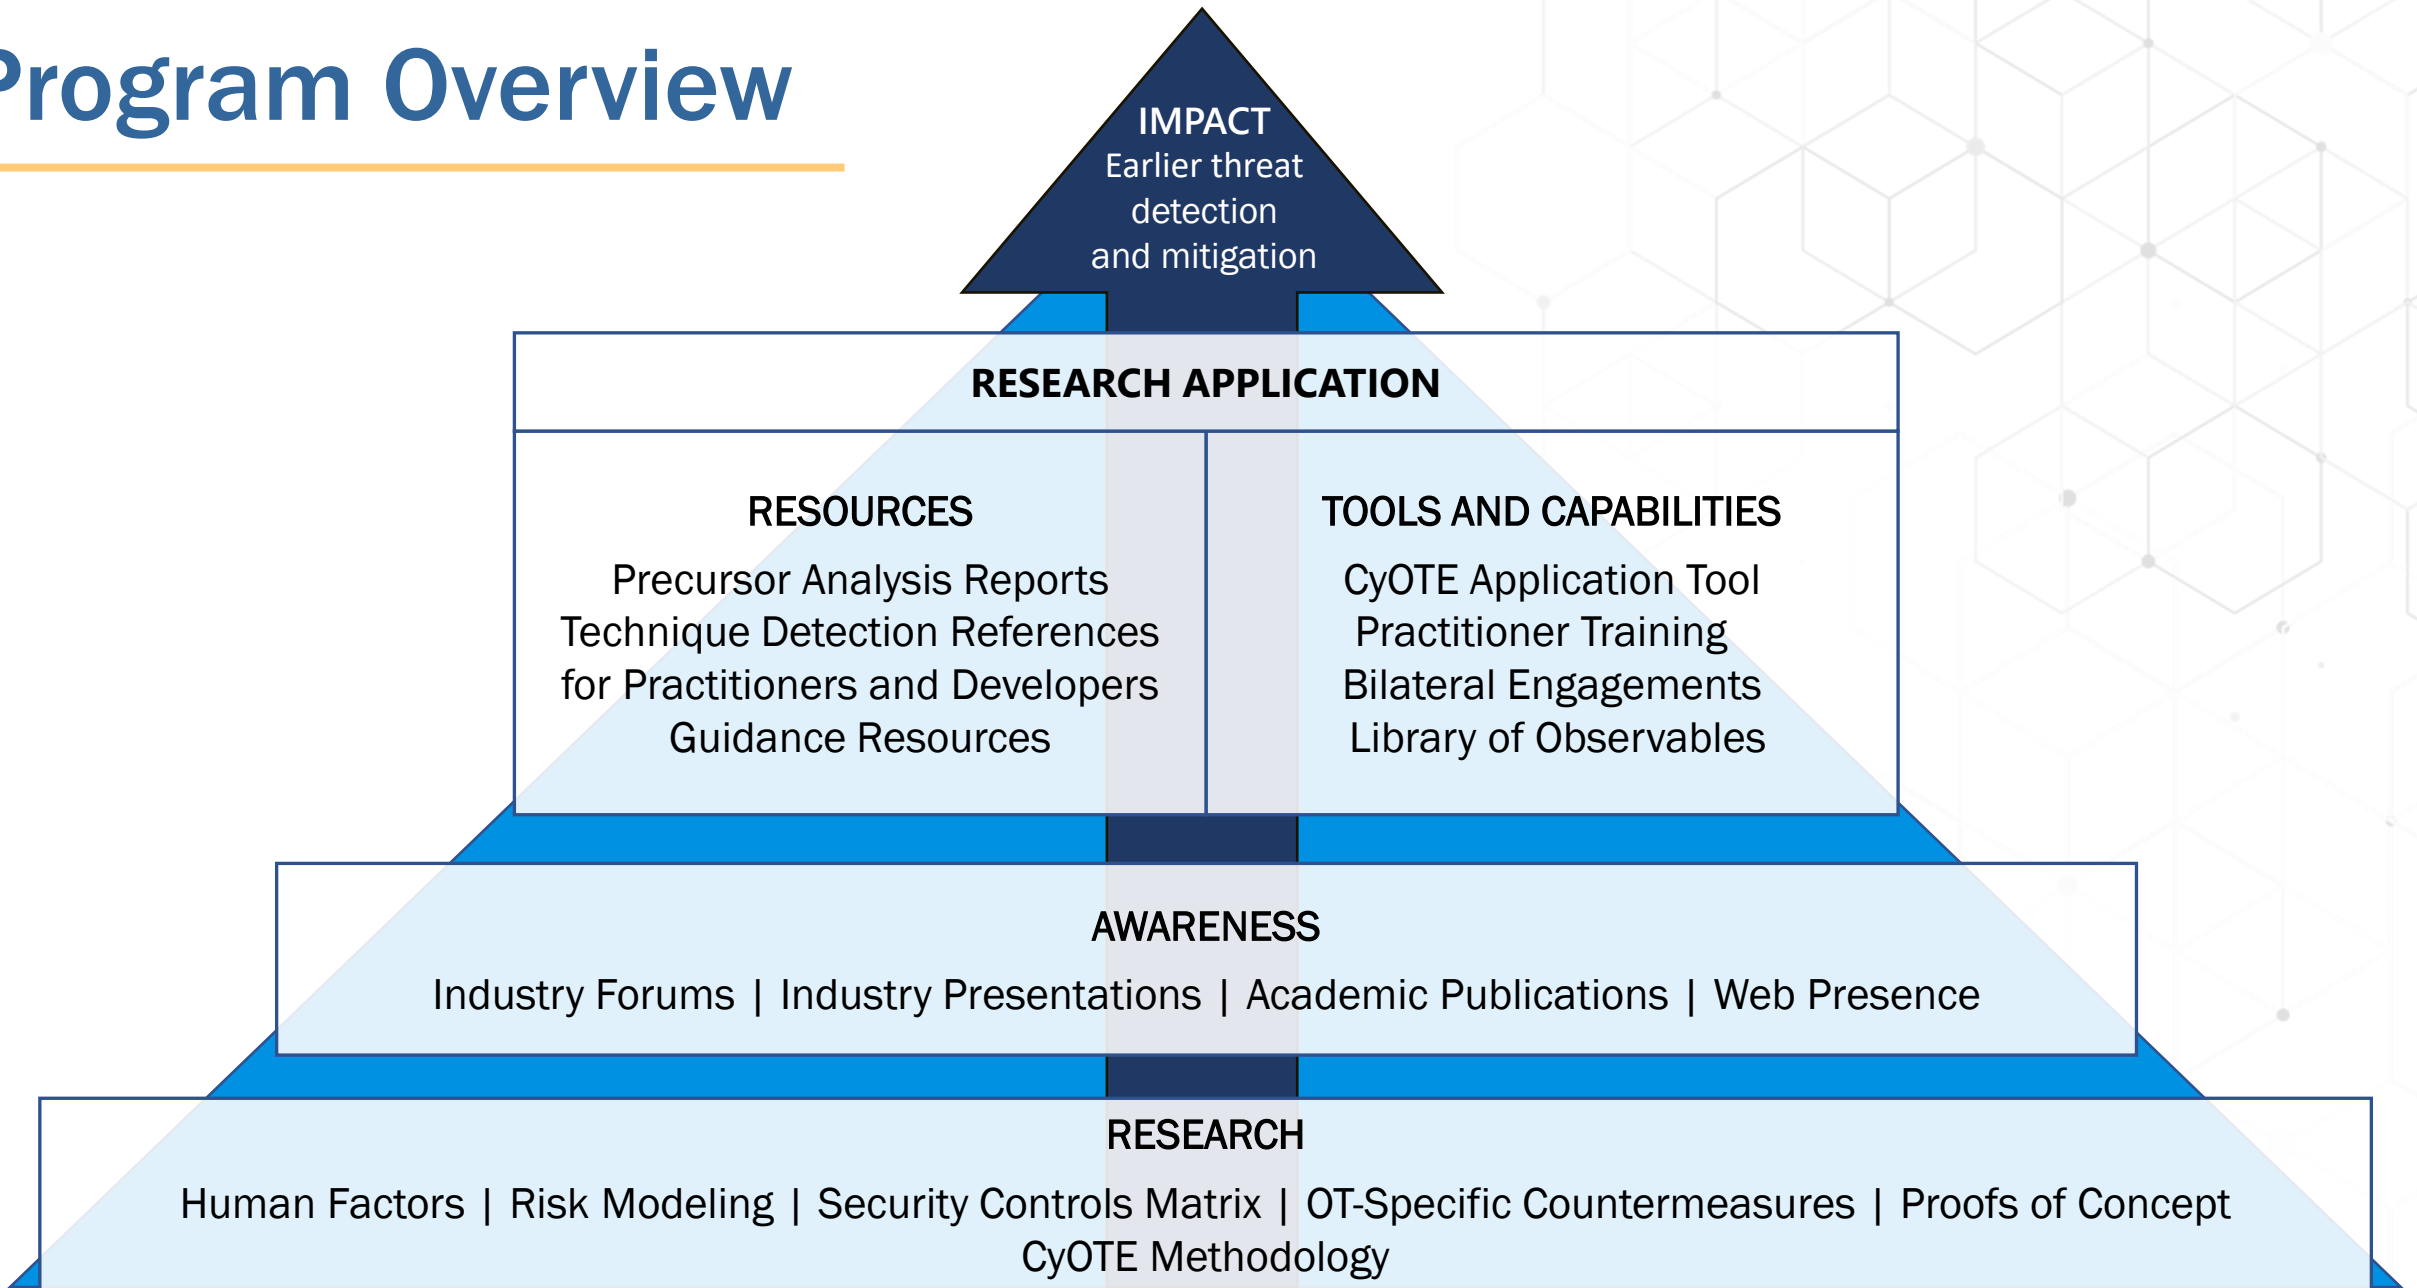 Program Overview
IMPACT
Earlier threat
detection
and mitigation
RESEARCH APPLICATION
RESOURCES
Precursor Analysis Reports
Technique Detection References
for Practitioners and Developers
Guidance Resources
TOOLS AND CAPABILITIES
CyOTE Application Tool
Practitioner Training
Bilateral Engagements
Library of Observables
AWARENESS
Industry Forums | Industry Presentations | Academic Publications | Web Presence
RESEARCH
Human Factors | Risk Modeling | Security Controls Matrix | OT-Specific Countermeasures | Proofs of Concept
CyOTE Methodology